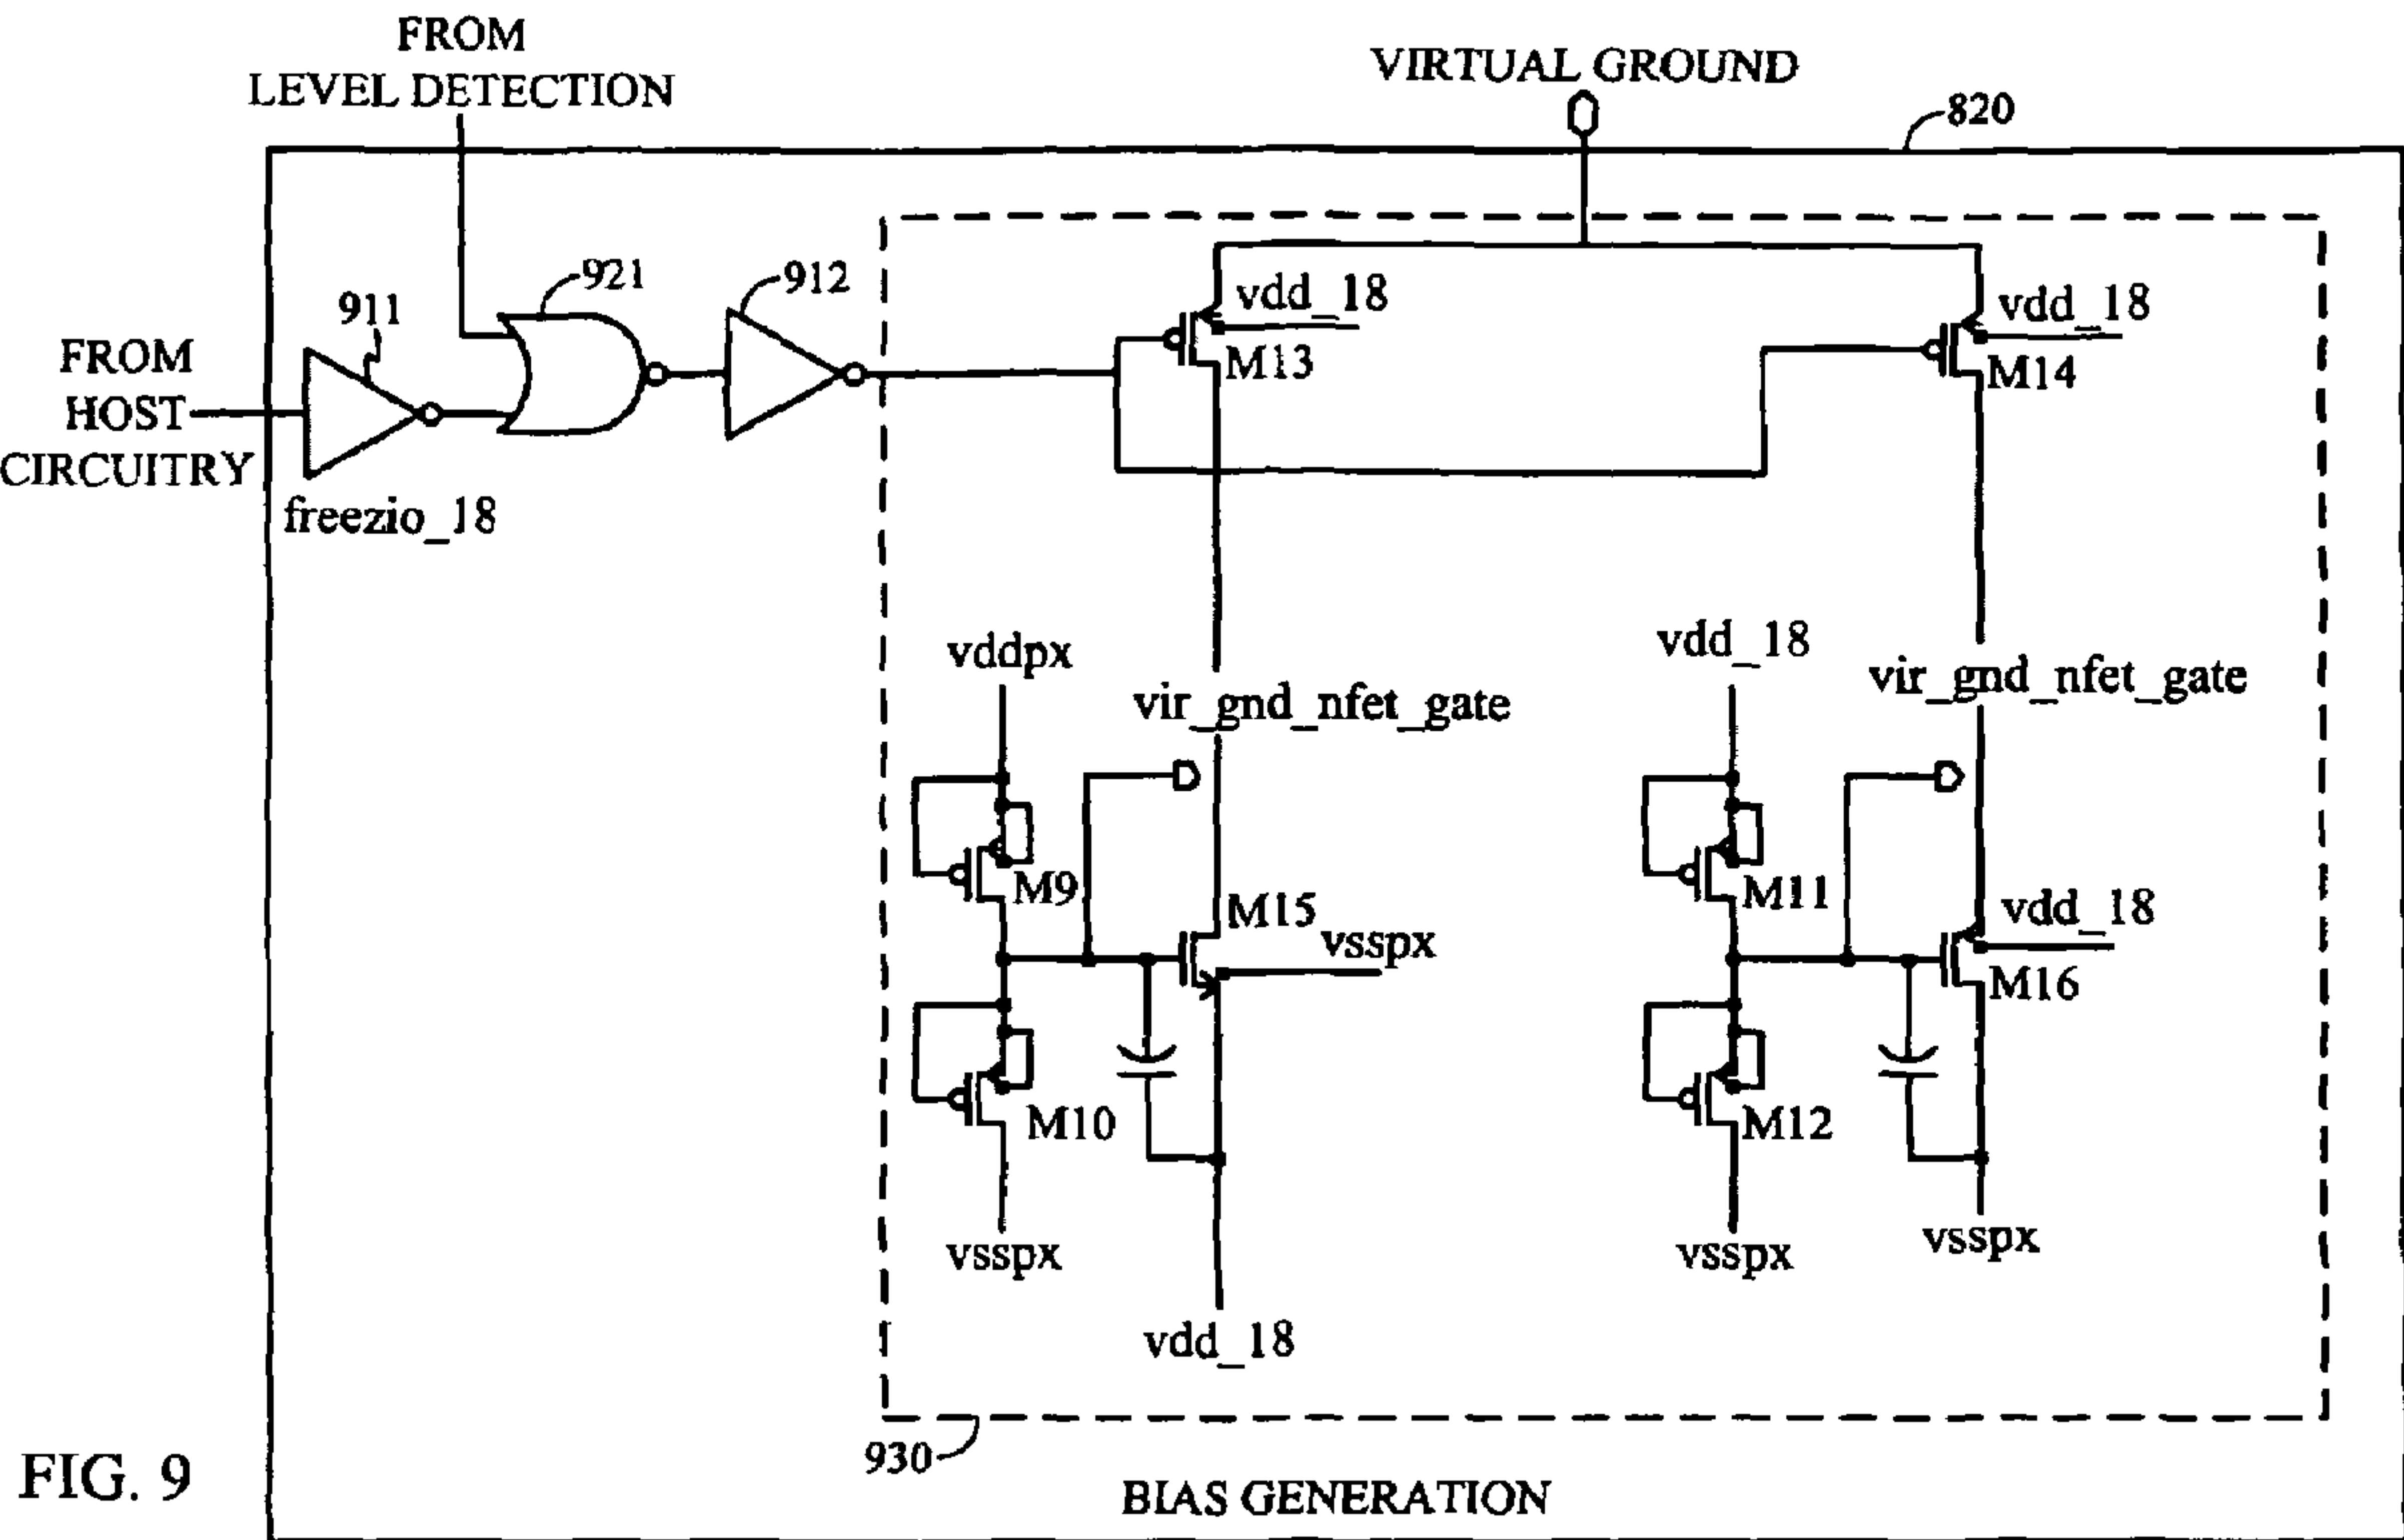 FROM
LEVEL DETECTION
VIRTUAL GROUND
820
921
912
911
vdd_18
vdd_18
M13
M14
FROM
HOST
CIRCUITRY
freezio_18
vddpx
vdd_18
vir_gnd_nfet_gate
vir_gnd_nfet_gate
M9
M11
M15
vdd_18
vsspx
M16
M10
M12
vsspx
vsspx
vsspx
vdd_18
930
FIG. 9
BIAS GENERATION